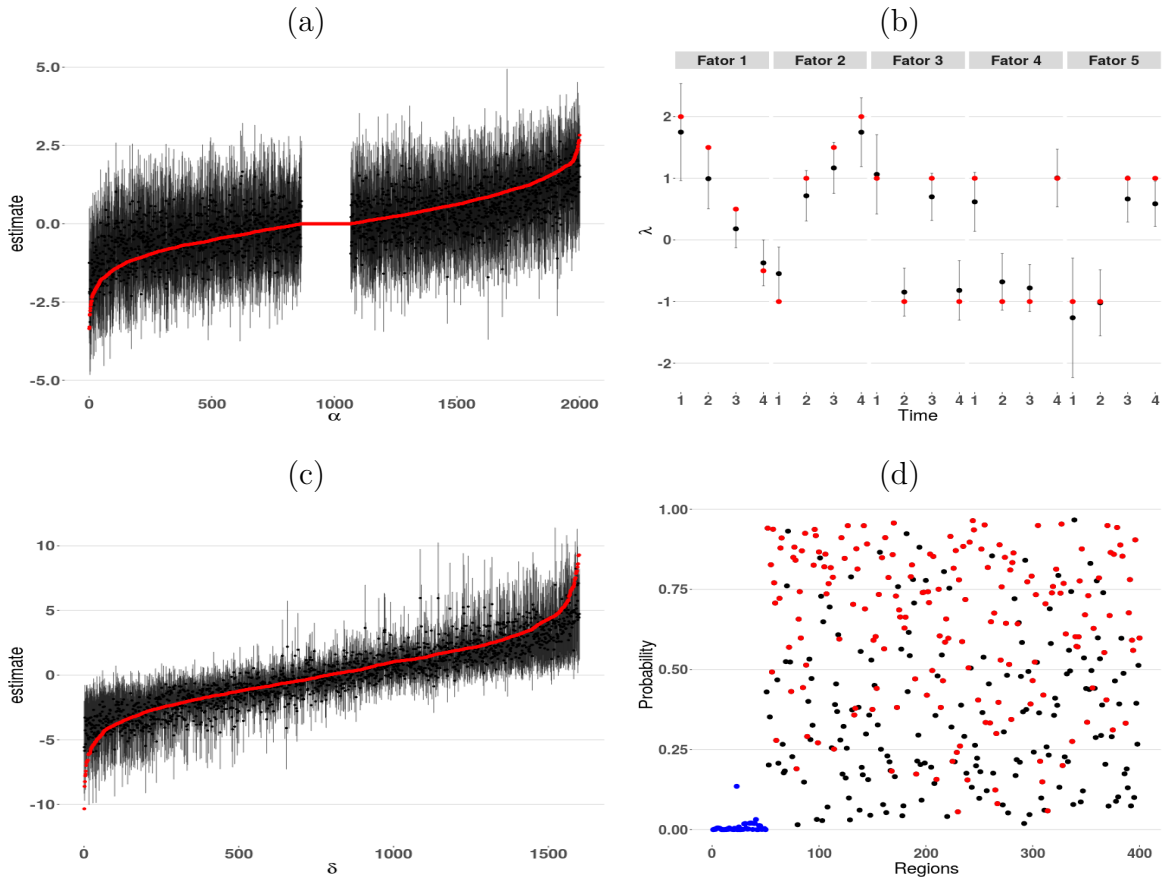 (a)
5.0
2.5
0.0
-2.5
-5.0
estimate
0 500 1000 1500 2000
α
(b)
Fator 1 Fator 2 Fator 3 Fator 4 Fator 5
2
1
0
-1
-2
λ
1 2 3 4 1 2 3 4 1 2 3 4 1 2 3 4 1 2 3 4
Time
(c)
10
5
0
-5
-10
estimate
0 500 1000 1500
δ
(d)
1.00
0.75
0.50
0.25
0.00
Probability
0 100 200 300 400
Regions